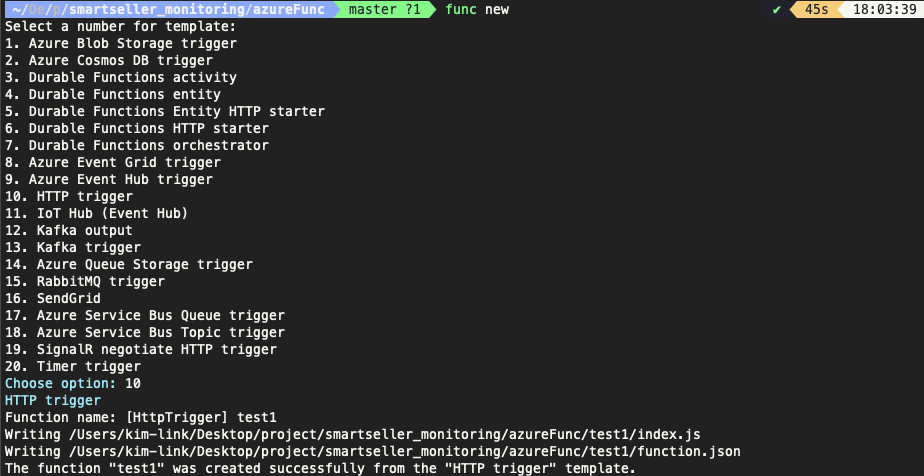 ~/De/p/smartseller_monitoring/azureFunc master ?1 func new ✔ 45s 18:03:39
Select a number for template:
1. Azure Blob Storage trigger
2. Azure Cosmos DB trigger
3. Durable Functions activity
4. Durable Functions entity
5. Durable Functions Entity HTTP starter
6. Durable Functions HTTP starter
7. Durable Functions orchestrator
8. Azure Event Grid trigger
9. Azure Event Hub trigger
10. HTTP trigger
11. IoT Hub (Event Hub)
12. Kafka output
13. Kafka trigger
14. Azure Queue Storage trigger
15. RabbitMQ trigger
16. SendGrid
17. Azure Service Bus Queue trigger
18. Azure Service Bus Topic trigger
19. SignalR negotiate HTTP trigger
20. Timer trigger
Choose option: 10
HTTP trigger
Function name: [HttpTrigger] test1
Writing /Users/kim-link/Desktop/project/smartseller_monitoring/azureFunc/test1/index.js
Writing /Users/kim-link/Desktop/project/smartseller_monitoring/azureFunc/test1/function.json
The function "test1" was created successfully from the "HTTP trigger" template.